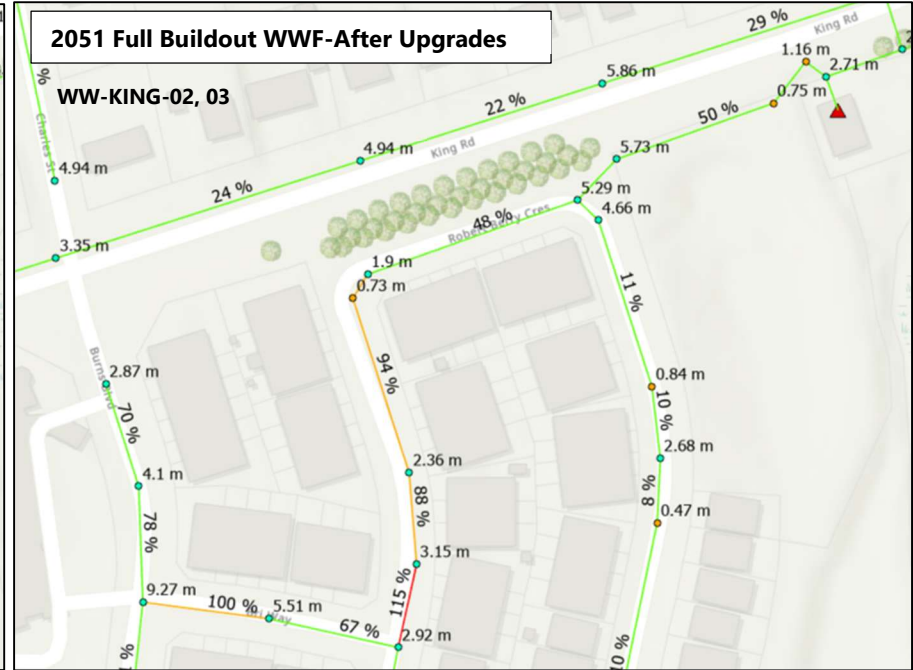 2051 Full Buildout WWF-After Upgrades
WW-KING-02, 03
29 %
King Rd
1.16 m
2.71 m
2
%
5.86 m
0.75 m
22 %
50 %
Charles St
4.94 m
King Rd
5.73 m
4.94 m
24 %
5.29 m
48 %
4.66 m
3.35 m
1.9 m
0.73 m
11 %
2.87 m
94 %
0.84 m
70 %
10 %
2.36 m
2.68 m
4.1 m
88 %
8 %
0.47 m
78 %
3.15 m
9.27 m
100 %
5.51 m
115 %
67 %
2.92 m
%
10 %